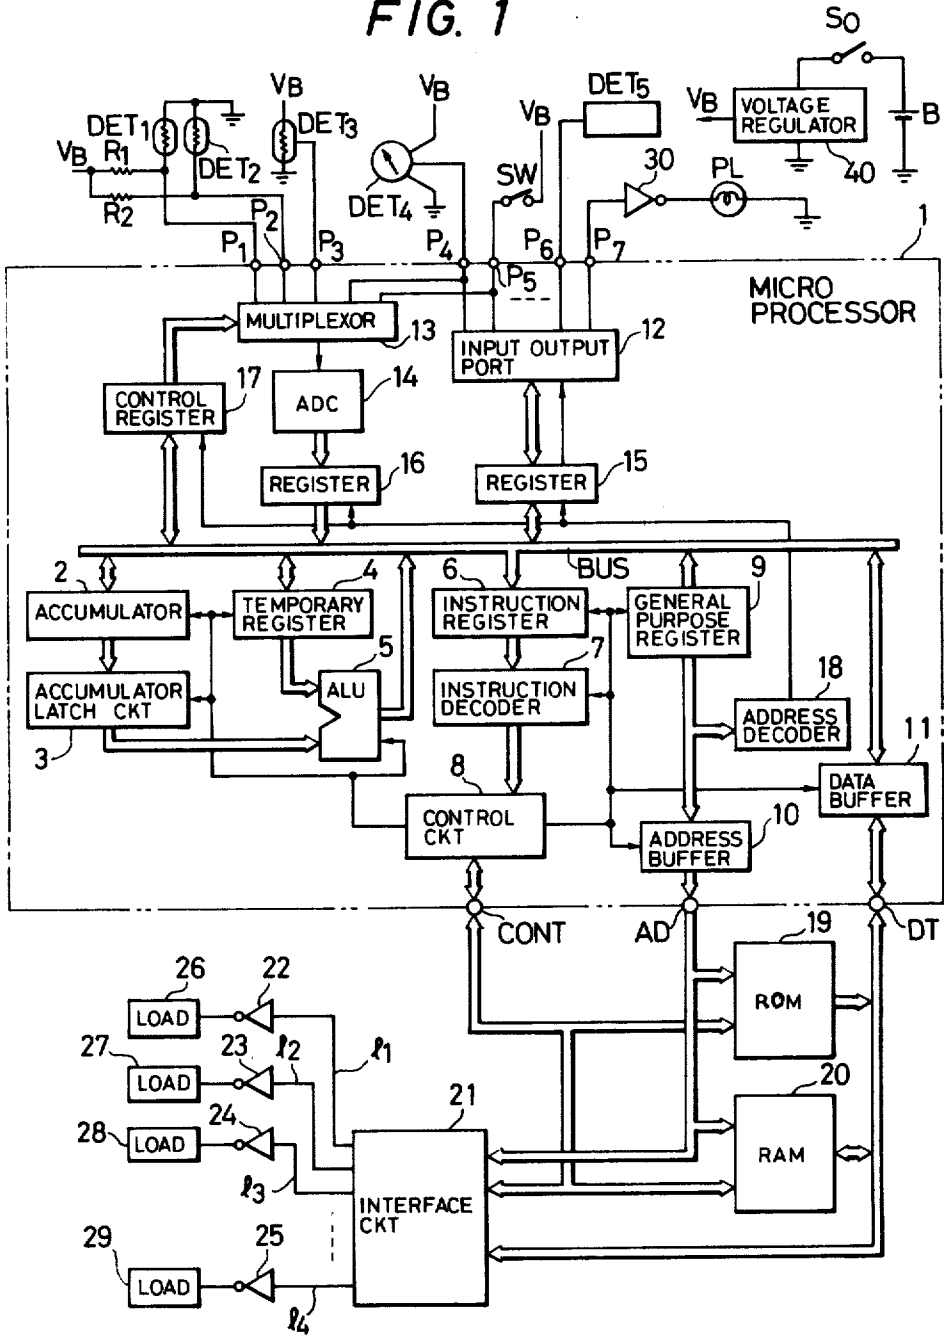 FIG. 1
SO
VB
VB
VB
DET5
DET1
DET3
VB
VOLTAGE
REGULATOR
B
VB
R1
DET2
SW
30
PL
40
R2
DET4
P1
P2
P3
P4
P5
P6
P7
1
MICRO
PROCESSOR
MULTIPLEXOR
13
INPUT OUTPUT
PORT
12
17
CONTROL
REGISTER
14
ADC
16
REGISTER
15
REGISTER
BUS
2
ACCUMULATOR
4
TEMPORARY
REGISTER
6
INSTRUCTION
REGISTER
9
GENERAL
PURPOSE
REGISTER
5
ALU
7
INSTRUCTION
DECODER
18
ADDRESS
DECODER
ACCUMULATOR
LATCH CKT
3
8
CONTROL
CKT
11
DATA
BUFFER
10
ADDRESS
BUFFER
CONT
AD
DT
19
ROM
26
LOAD
22
ℓ1
27
LOAD
23
ℓ2
20
RAM
28
LOAD
24
ℓ3
21
INTERFACE
CKT
29
LOAD
25
ℓ4